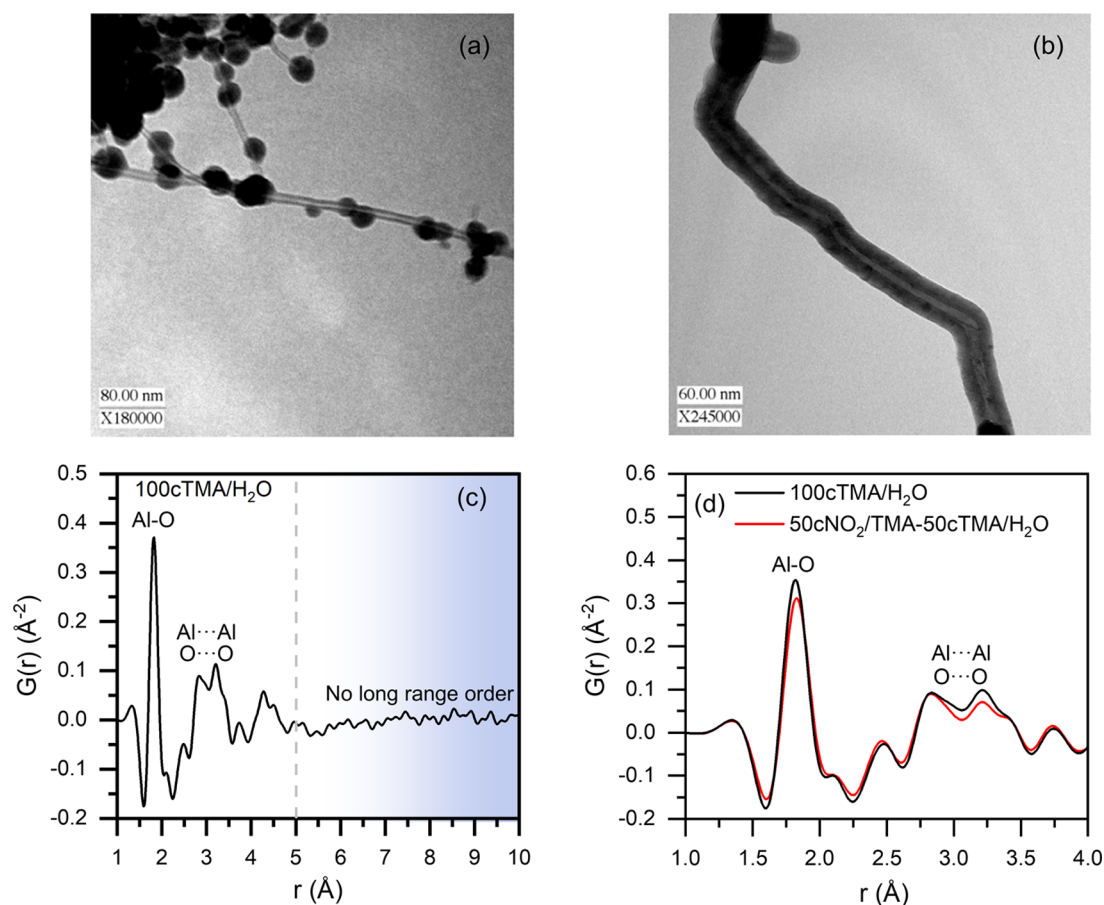 (a)
80.00 nm
X180000
(b)
60.00 nm
X245000
(c)
100cTMA/H₂O
Al-O
Al···Al
O···O
No long range order
G(r) (Å⁻²)
0.5
0.4
0.3
0.2
0.1
0.0
-0.1
-0.2
1 2 3 4 5 6 7 8 9 10
r (Å)
(d)
100cTMA/H₂O
50cNO₂/TMA-50cTMA/H₂O
Al-O
Al···Al
O···O
G(r) (Å⁻²)
0.6
0.5
0.4
0.3
0.2
0.1
0.0
-0.1
-0.2
1.0 1.5 2.0 2.5 3.0 3.5 4.0
r (Å)